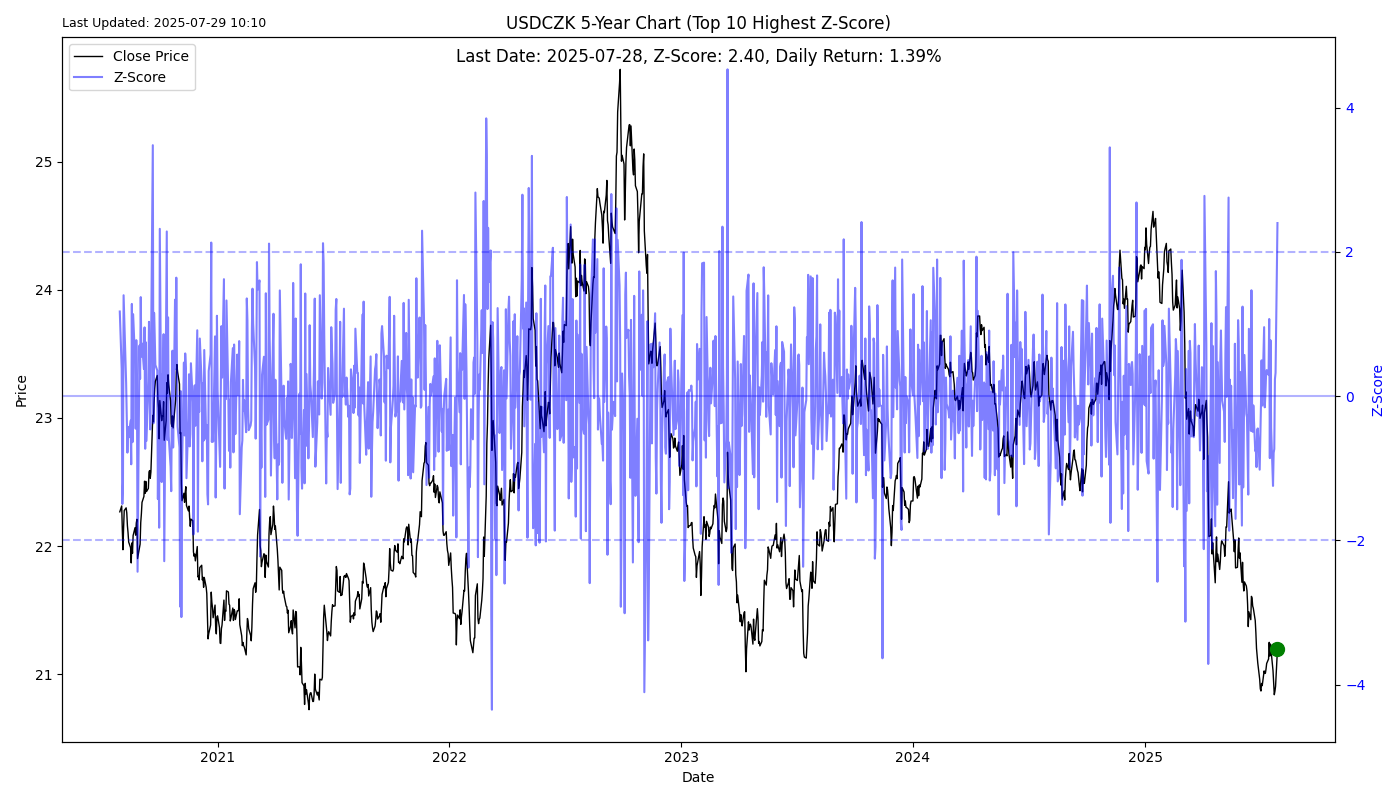 Last Updated: 2025-07-29 10:10
USDCZK 5-Year Chart (Top 10 Highest Z-Score)
Last Date: 2025-07-28, Z-Score: 2.40, Daily Return: 1.39%
Close Price
Z-Score
Price
25
24
23
22
21
4
2
0
−2
−4
Z-Score
2021
2022
2023
2024
2025
Date